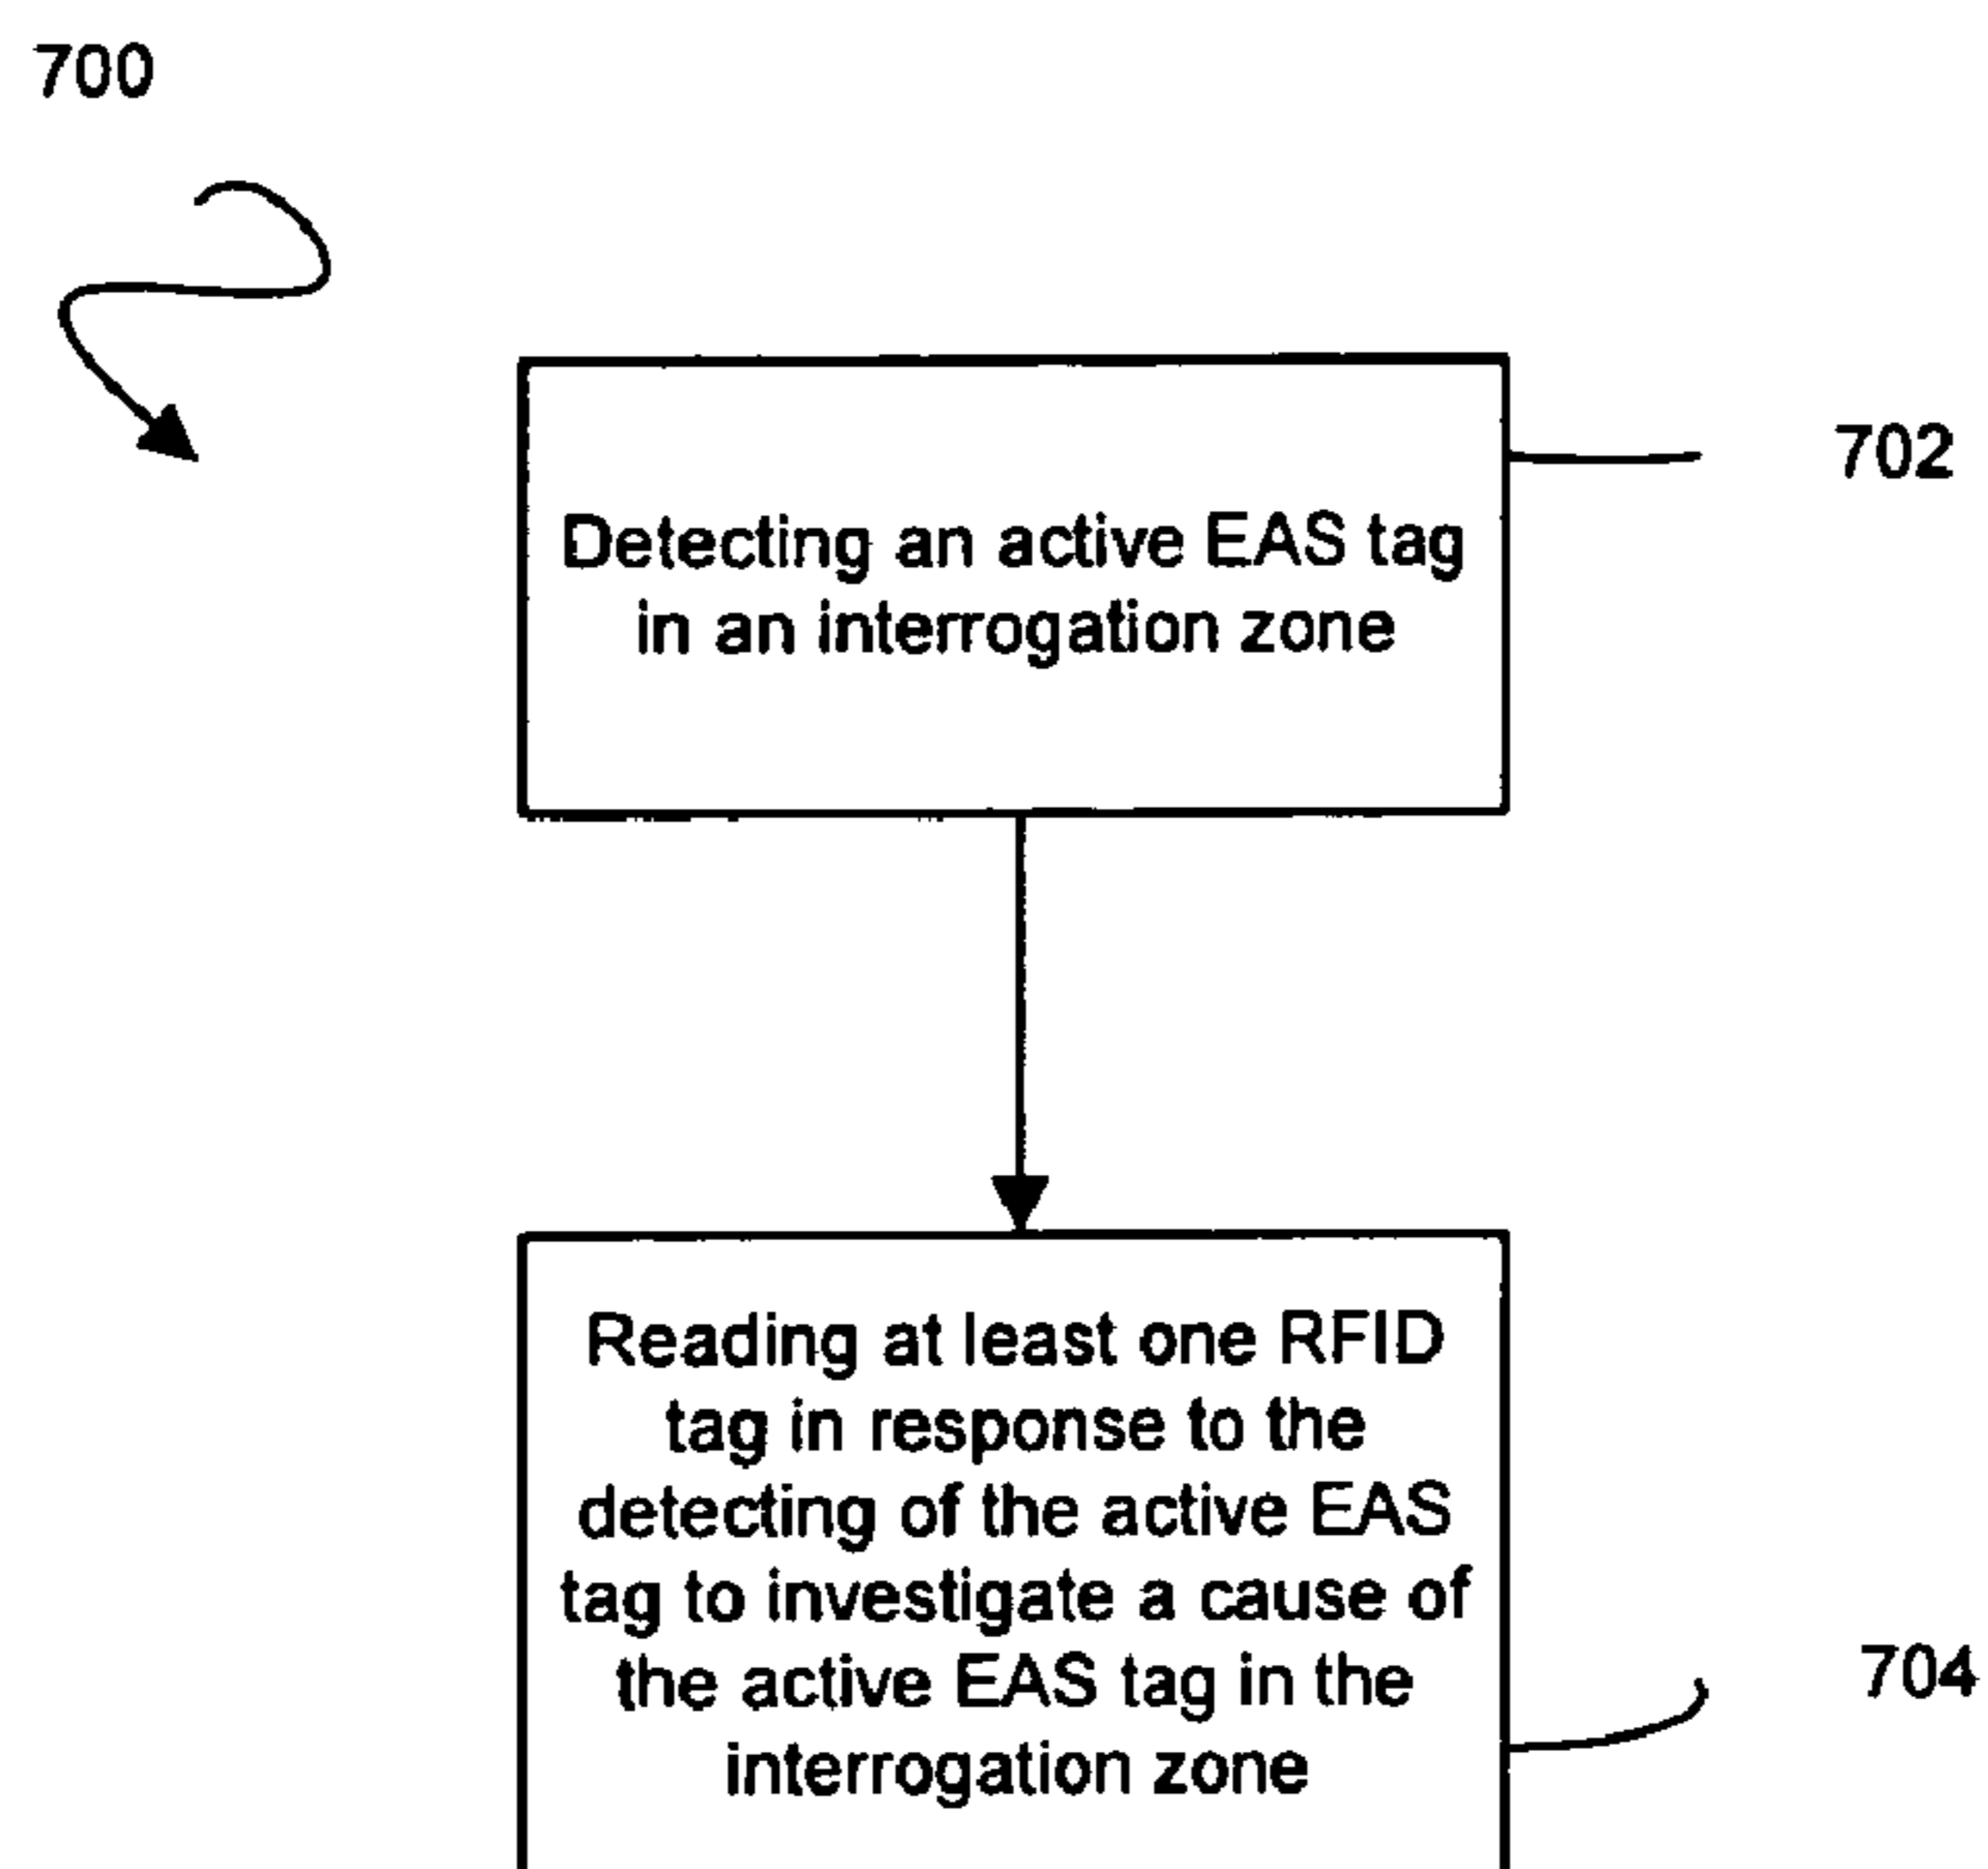 700
702
Detecting an active EAS tag
in an interrogation zone
Reading at least one RFID
tag in response to the
detecting of the active EAS
tag to investigate a cause of
the active EAS tag in the
interrogation zone
704